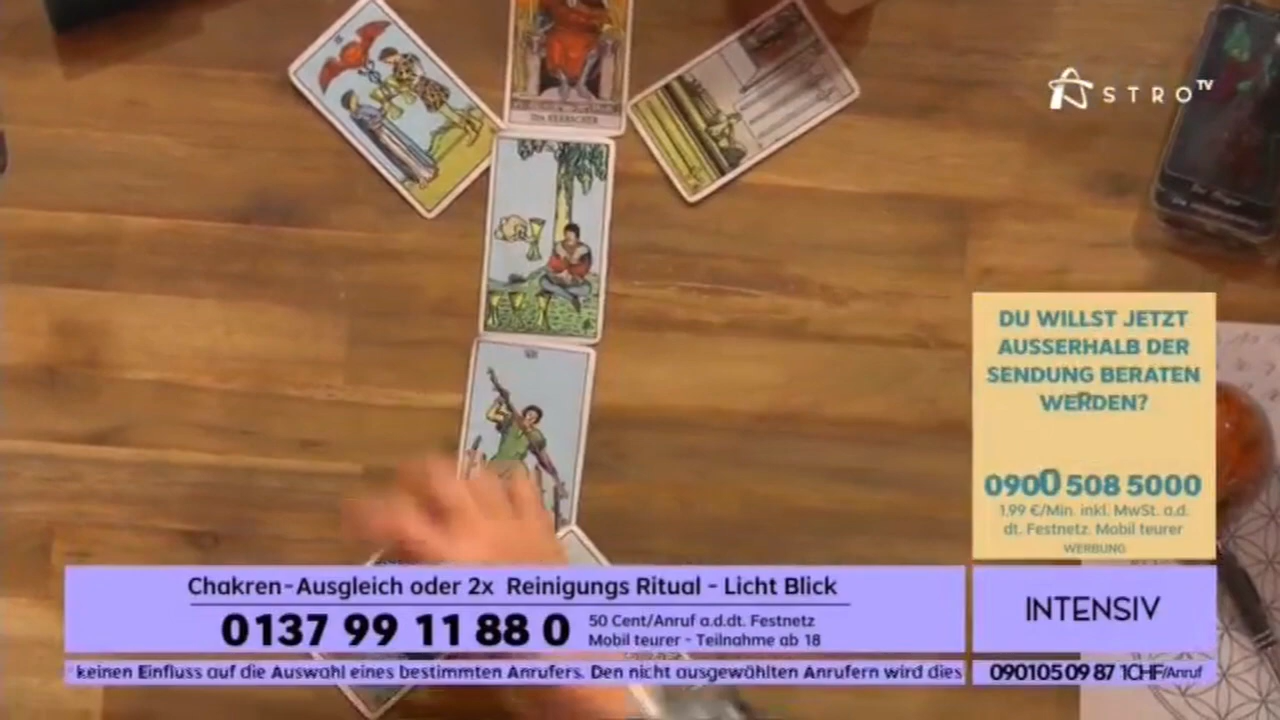 ASTRO TV
DU WILLST JETZT
AUSSERHALB DER
SENDUNG BERATEN
WERDEN?
0900 508 5000
1,99 €/Min. inkl. MwSt. a.d.
dt. Festnetz. Mobil teurer
WERBUNG
Chakren-Ausgleich oder 2x Reinigungs Ritual - Licht Blick
0137 99 11 88 0
50 Cent/Anruf a.d.dt. Festnetz
Mobil teurer - Teilnahme ab 18
INTENSIV
keinen Einfluss auf die Auswahl eines bestimmten Anrufers. Den nicht ausgewählten Anrufern wird dies
090105 09 87 1CHF/Anruf